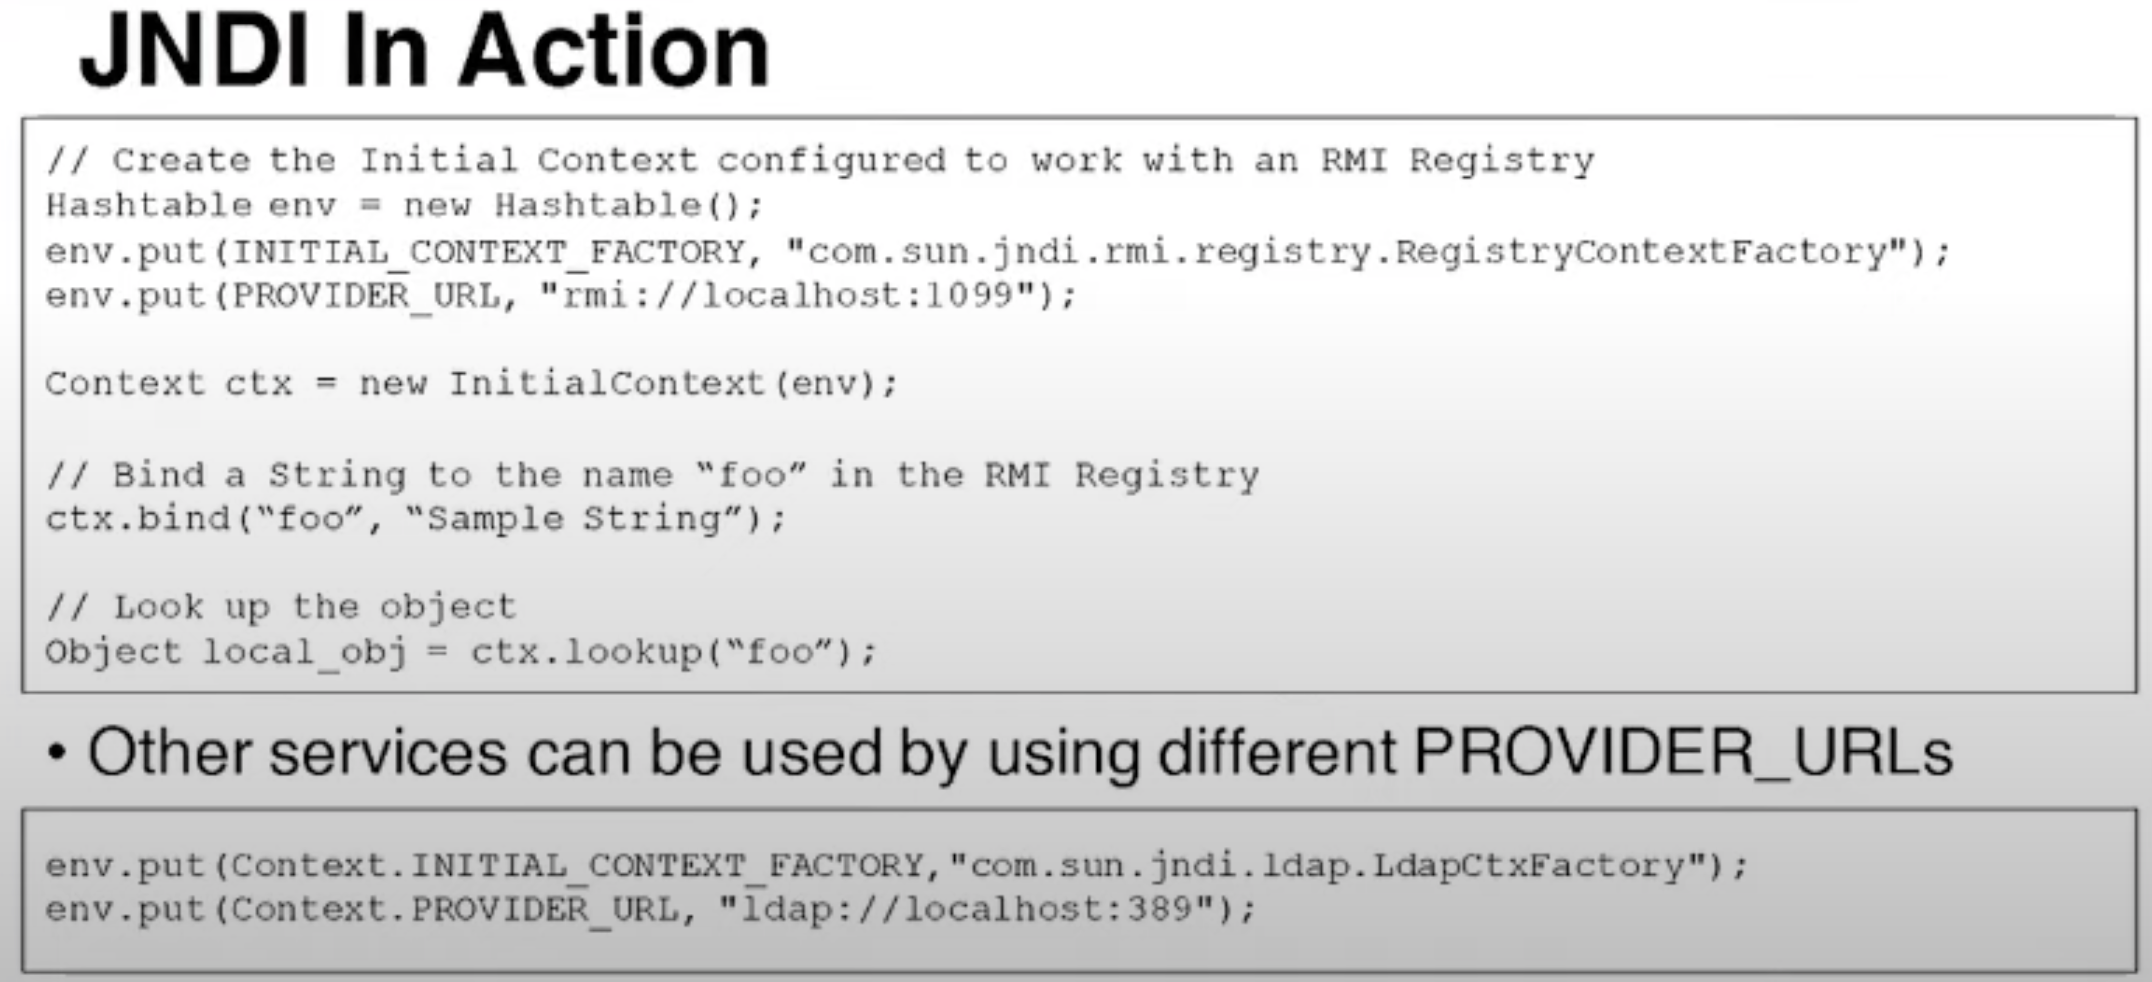 JNDI In Action
// Create the Initial Context configured to work with an RMI Registry
Hashtable env = new Hashtable();
env.put(INITIAL_CONTEXT_FACTORY, "com.sun.jndi.rmi.registry.RegistryContextFactory");
env.put(PROVIDER_URL, "rmi://localhost:1099");
Context ctx = new InitialContext(env);
// Bind a String to the name “foo” in the RMI Registry
ctx.bind(“foo”, “Sample String”);
// Look up the object
Object local_obj = ctx.lookup(“foo”);
• Other services can be used by using different PROVIDER_URLs
env.put(Context.INITIAL_CONTEXT_FACTORY,"com.sun.jndi.ldap.LdapCtxFactory");
env.put(Context.PROVIDER_URL, "ldap://localhost:389");